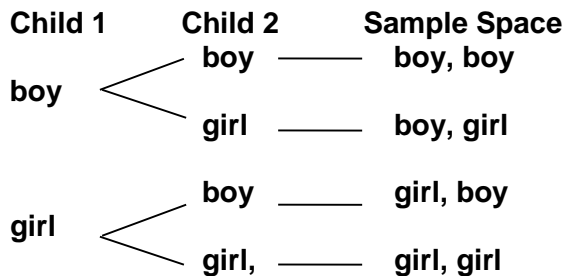 Child 1 Child 2 Sample Space
boy boy, boy
boy
girl boy, girl
boy girl, boy
girl
girl, girl, girl